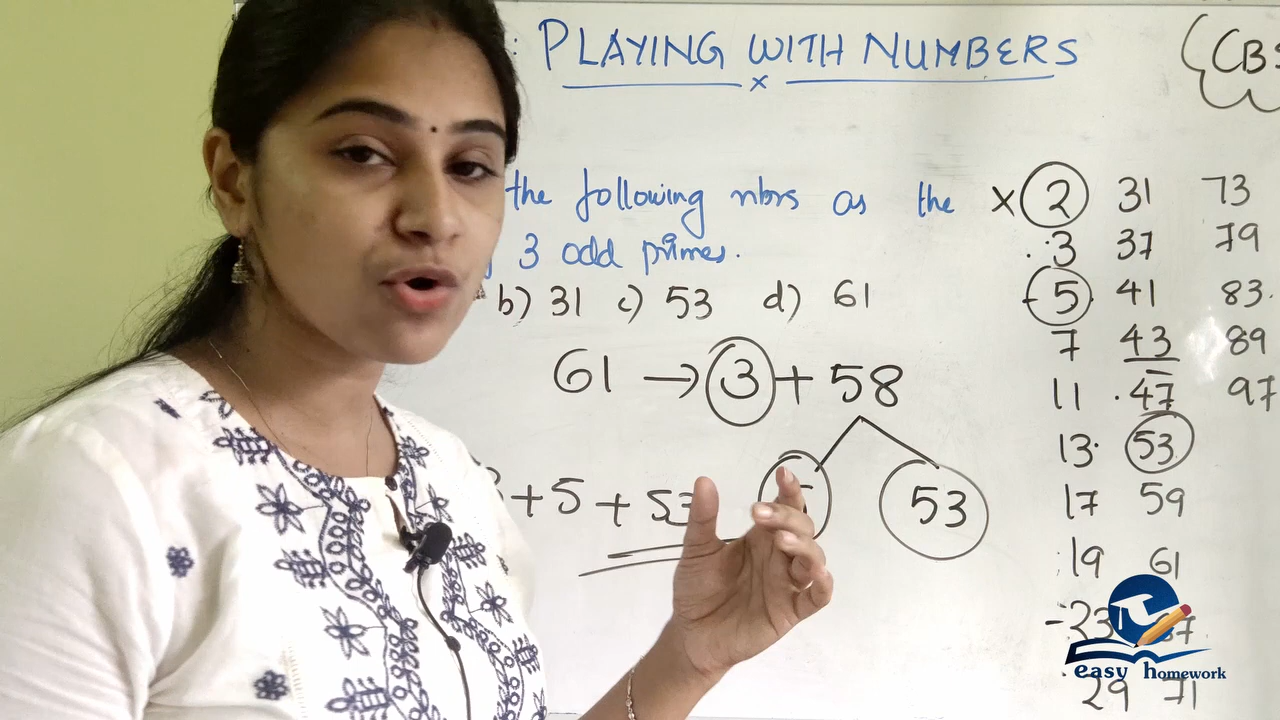 : PLAYING WITH NUMBERS
x
the following nbrs as the
3 odd primes.
b) 31 c) 53 d) 61
61 → 3 + 58
53
+ 5 + 53
x 2 31 73
3 37 79
5 41 83
7 43 89
11 47 97
13 53
17 59
19 61
29 71
easy homework